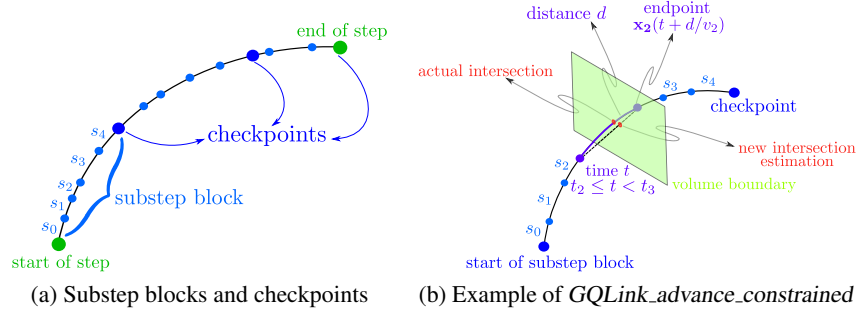 end of step
s₄
checkpoints
s₃
s₂
s₁
substep block
s₀
start of step
(a) Substep blocks and checkpoints
distance d
endpoint
x₂(t + d/v₂)
actual intersection
s₃
s₄
checkpoint
new intersection
estimation
s₂
time t
t₂ ≤ t < t₃
volume boundary
s₁
s₀
start of substep block
(b) Example of GQLink_advance_constrained